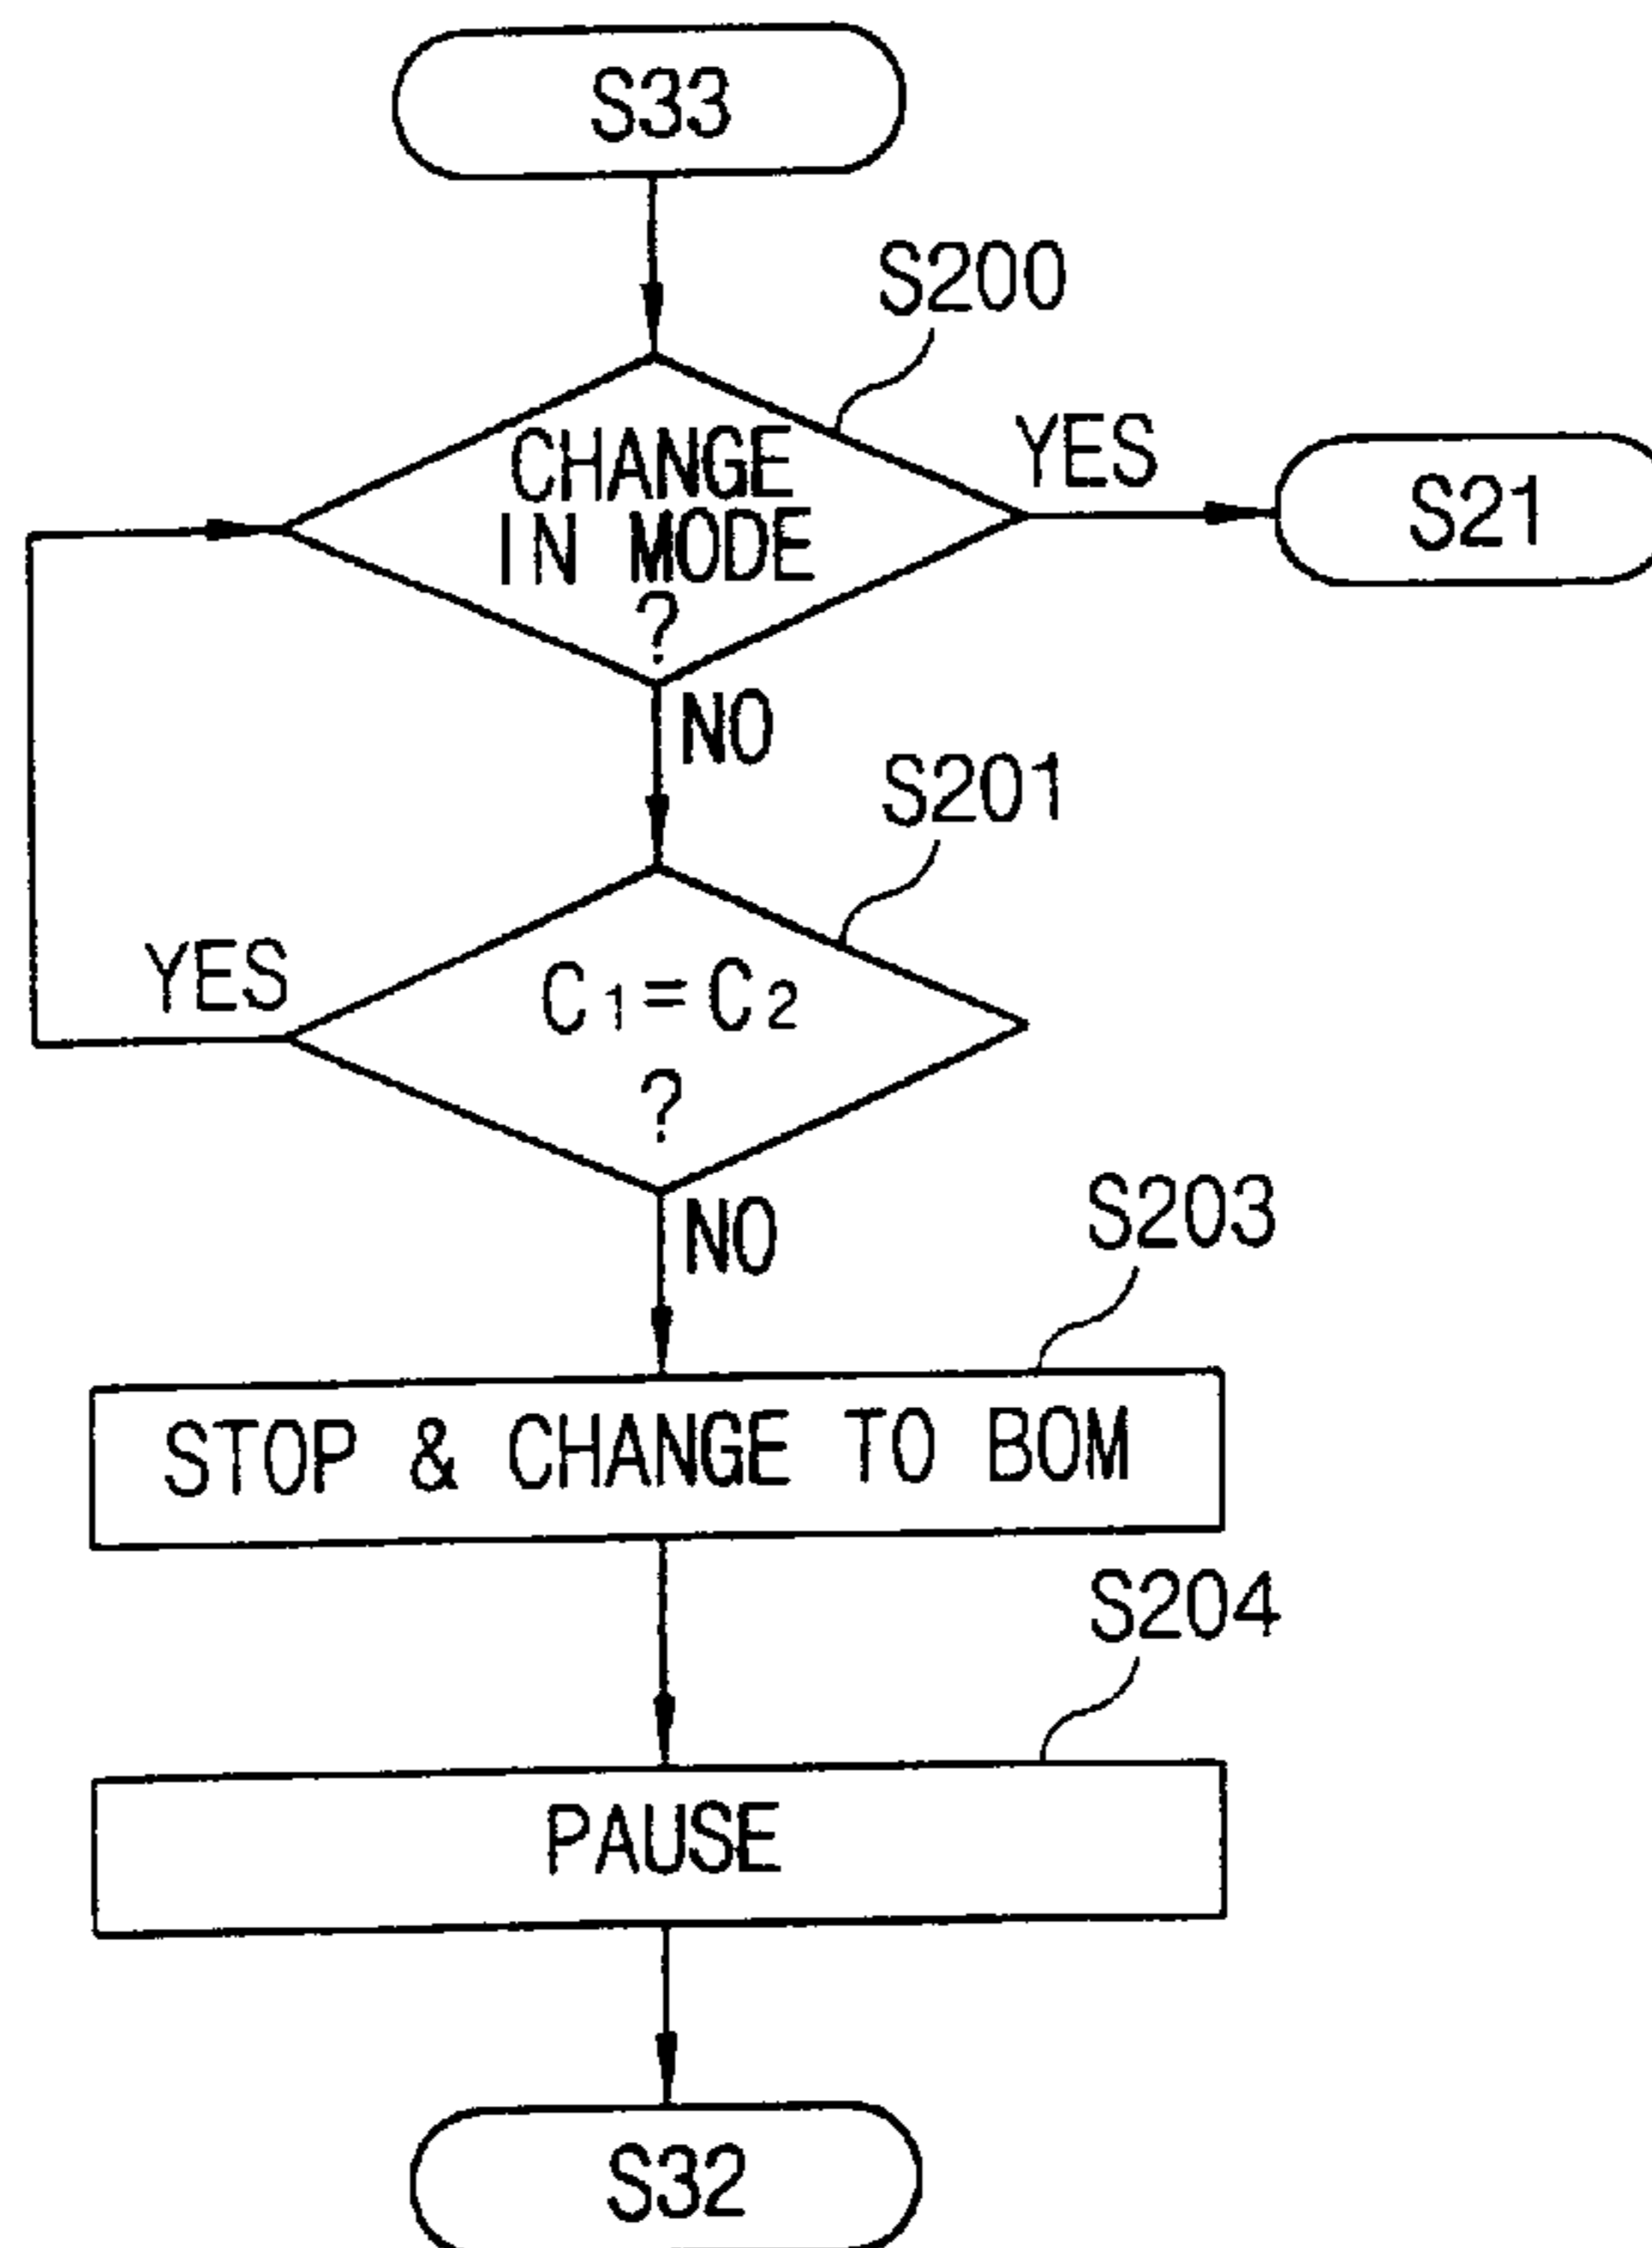 S33
S200
CHANGE
IN MODE
?
YES
S21
NO
S201
C1=C2
?
YES
NO
S203
STOP & CHANGE TO BOM
S204
PAUSE
S32